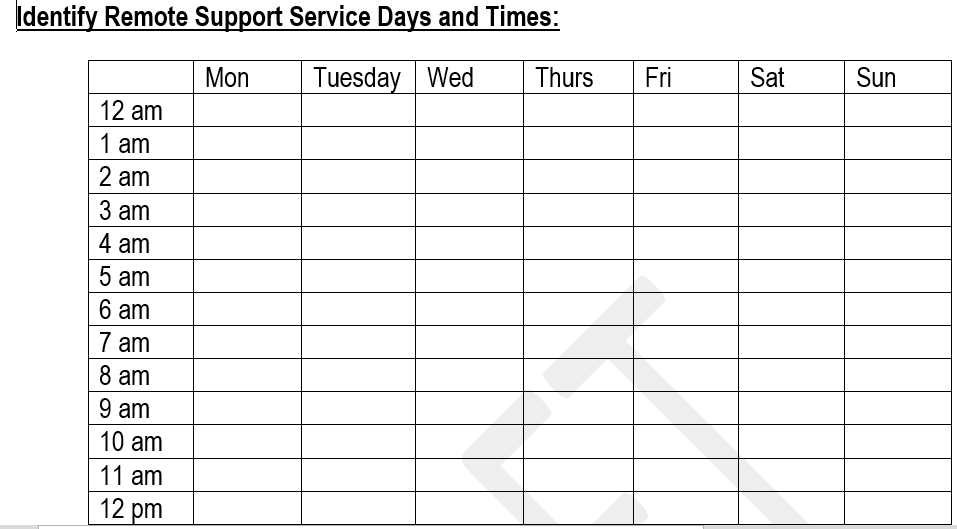 Identify Remote Support Service Days and Times:
Mon Tuesday Wed Thurs Fri Sat Sun
12 am
1 am
2 am
3 am
4 am
5 am
6 am
7 am
8 am
9 am
10 am
11 am
12 pm